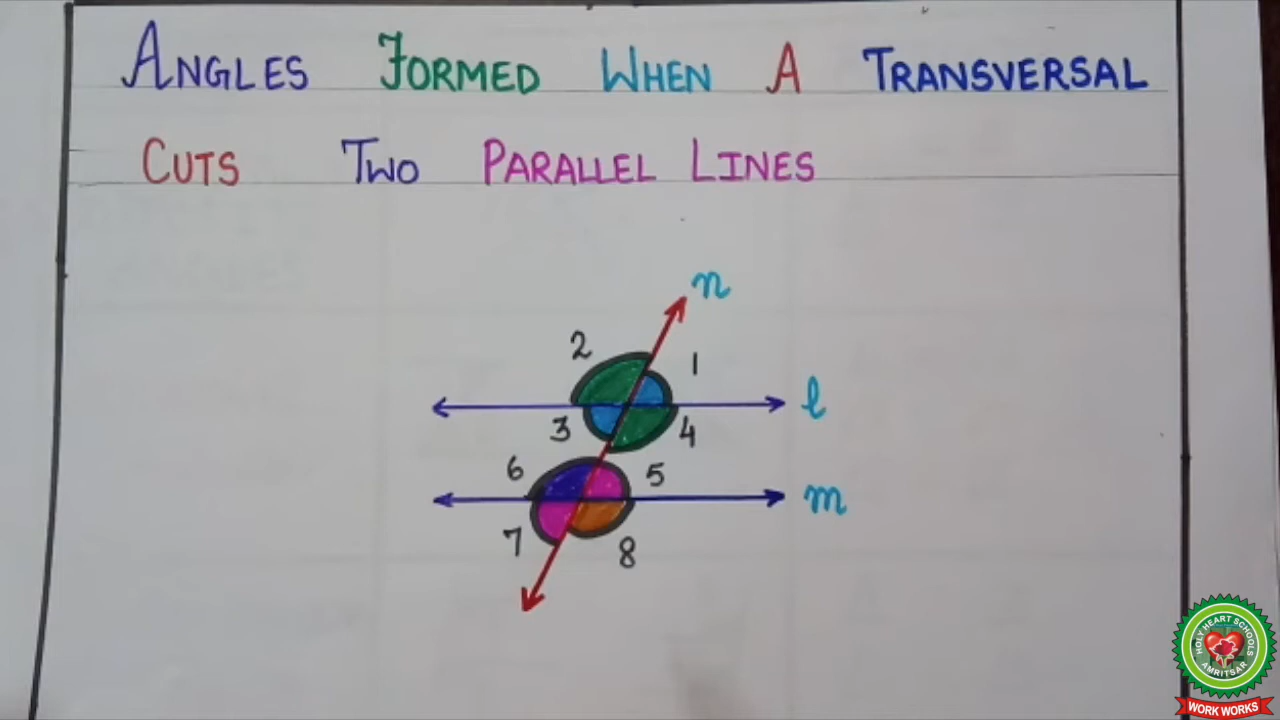 ANGLES FORMED WHEN A TRANSVERSAL
CUTS TWO PARALLEL LINES
n
2 1
l
3 4
6 5
m
7 8
HOLY HEART SCHOOLS
AMRITSAR
WORK WORKS